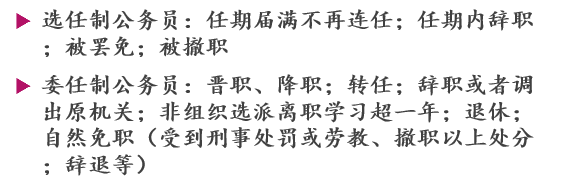 选任制公务员：任期届满不再连任；任期内辞职
；被罢免；被撤职
委任制公务员：晋职、降职；转任；辞职或者调
出原机关；非组织选派离职学习超一年；退休；
自然免职（受到刑事处罚或劳教、撤职以上处分
；辞退等）